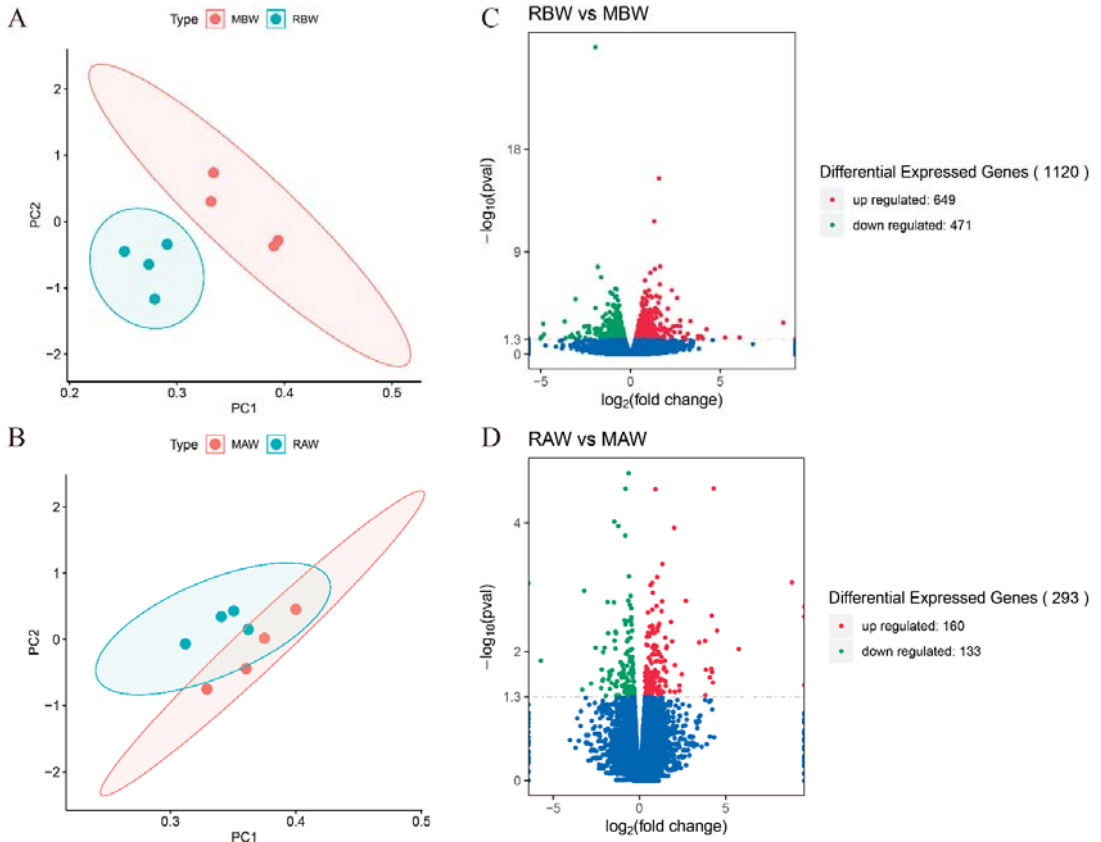 A
Type MBW RBW
2
1
0
−1
−2
PC2
0.2 0.3 0.4 0.5
PC1
B
Type MAW RAW
2
1
0
−1
−2
PC2
0.3 0.4 0.5
PC1
C
RBW vs MBW
18
9
1.3
0
−log10(pval)
−5 0 5
log2(fold change)
Differential Expressed Genes ( 1120 )
up regulated: 649
down regulated: 471
D
RAW vs MAW
4
2
1.3
0
−log10(pval)
−5 0 5
log2(fold change)
Differential Expressed Genes ( 293 )
up regulated: 160
down regulated: 133